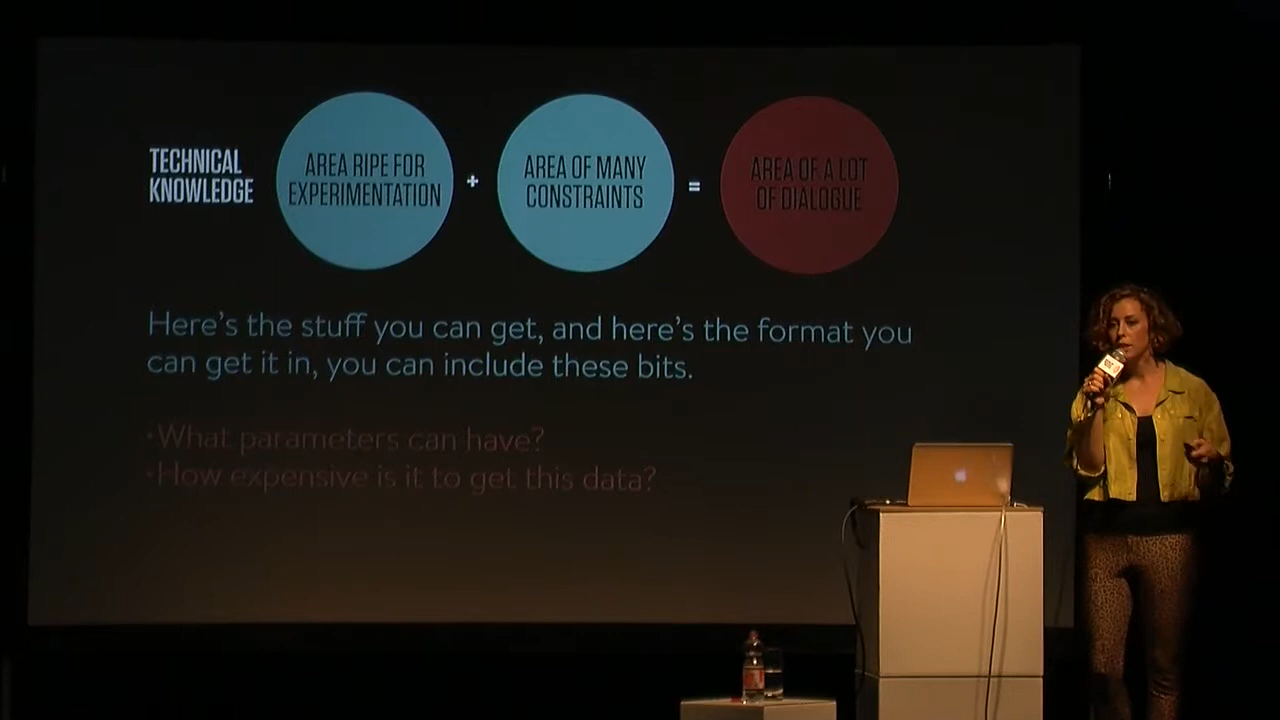 TECHNICAL
KNOWLEDGE
AREA RIPE FOR
EXPERIMENTATION
+
AREA OF MANY
CONSTRAINTS
=
AREA OF A LOT
OF DIALOGUE
Here's the stuff you can get, and here's the format you
can get it in, you can include these bits.
•What parameters can have?
•How expensive is it to get this data?